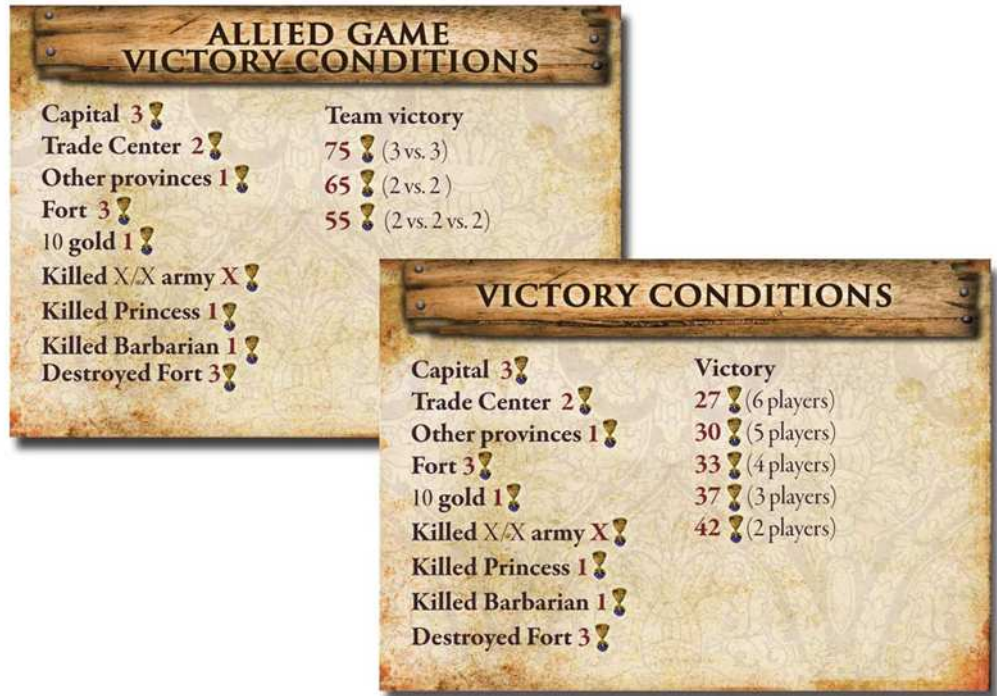 ALLIED GAME
VICTORY CONDITIONS
Capital 3
Trade Center 2
Other provinces 1
Fort 3
10 gold 1
Killed X/X army X
Killed Princess 1
Killed Barbarian 1
Destroyed Fort 3
Team victory
75 (3 vs. 3)
65 (2 vs. 2 )
55 (2 vs. 2 vs. 2)
VICTORY CONDITIONS
Capital 3
Trade Center 2
Other provinces 1
Fort 3
10 gold 1
Killed X/X army X
Killed Princess 1
Killed Barbarian 1
Destroyed Fort 3
Victory
27 (6 players)
30 (5 players)
33 (4 players)
37 (3 players)
42 (2 players)